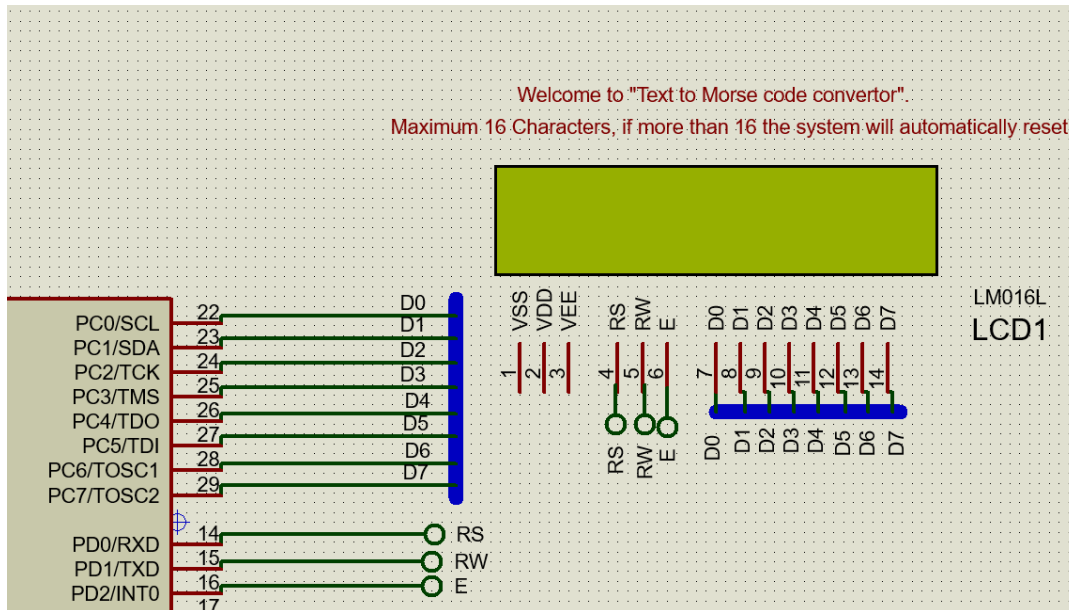 Welcome to "Text to Morse code convertor".
Maximum 16 Characters, if more than 16 the system will automatically reset
VSS VDD VEE RS RW E D0 D1 D2 D3 D4 D5 D6 D7
1 2 3 4 5 6 7 8 9 10 11 12 13 14
RS RW E D0 D1 D2 D3 D4 D5 D6 D7
LM016L
LCD1
PC0/SCL 22 D0
PC1/SDA 23 D1
PC2/TCK 24 D2
PC3/TMS 25 D3
PC4/TDO 26 D4
PC5/TDI 27 D5
PC6/TOSC1 28 D6
PC7/TOSC2 29 D7
PD0/RXD 14 RS
PD1/TXD 15 RW
PD2/INT0 16 E
17